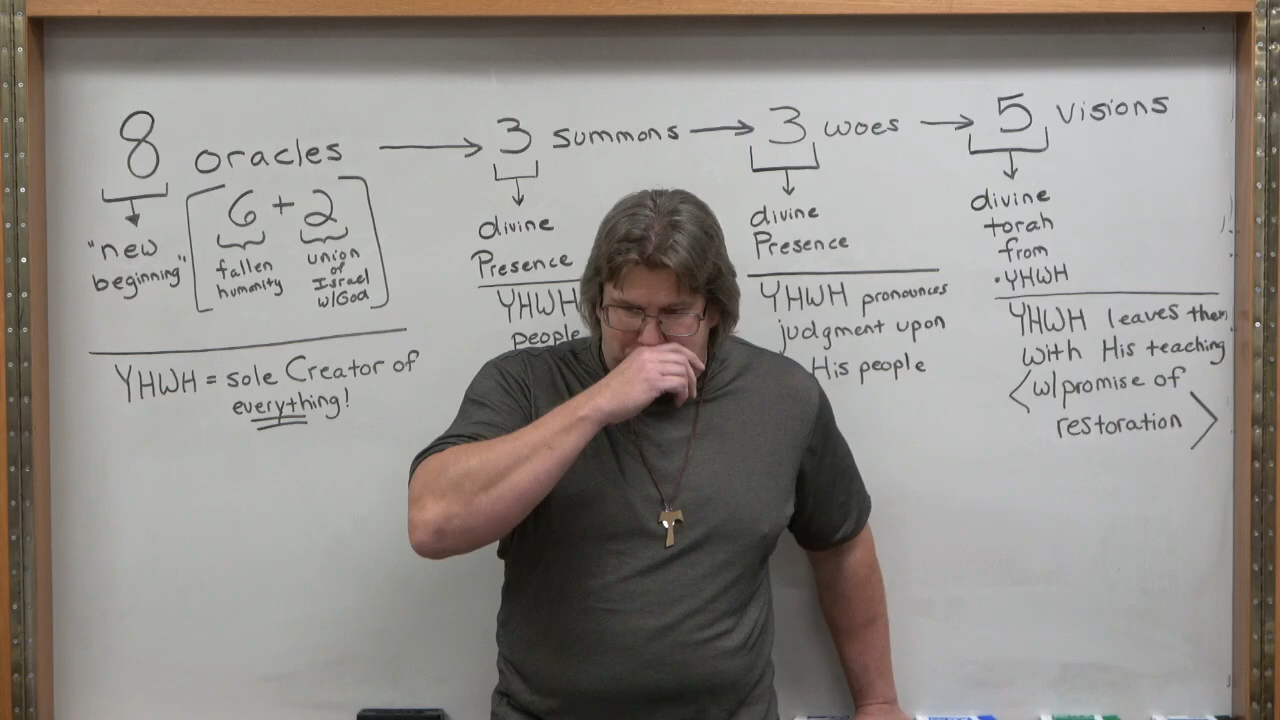 8 oracles → 3 summons → 3 woes → 5 visions
"new beginning"
[6 + 2]
fallen
humanity
union
of
Israel
w/God
YHWH = sole Creator of
everything!
divine
Presence
YHWH
people
divine
Presence
YHWH pronounces
judgment upon
His people
divine
torah
from
YHWH
YHWH leaves them
with His teaching
<w/promise of
restoration>